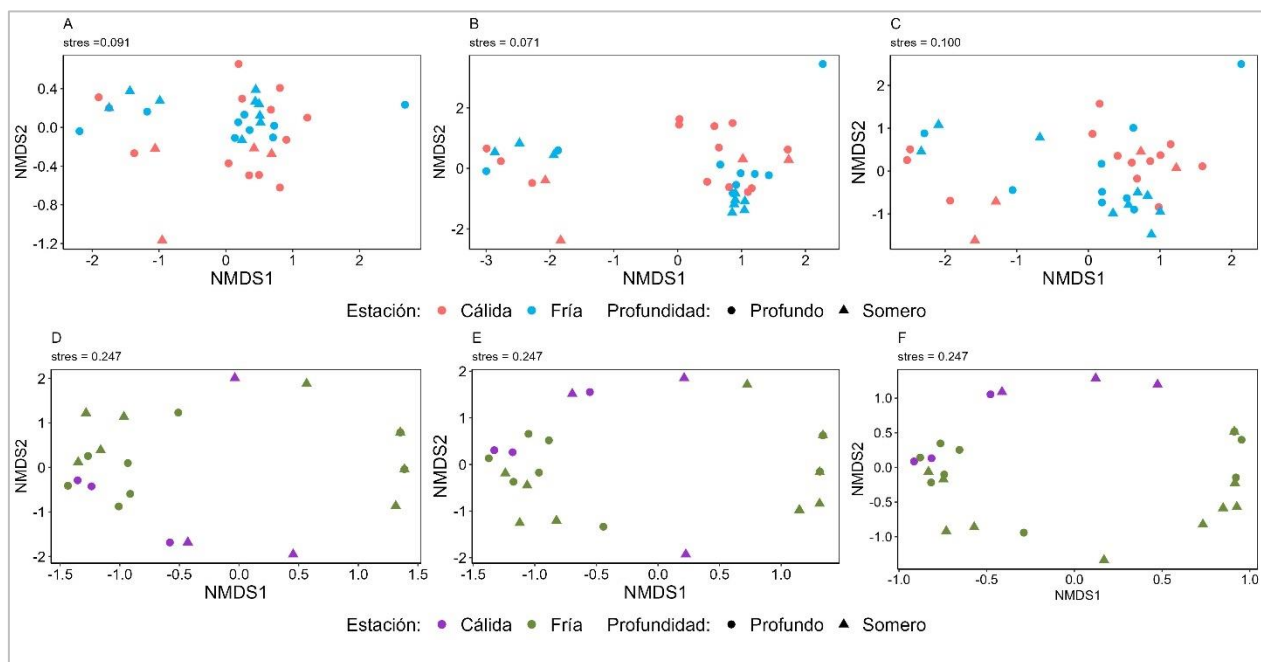 A
stres =0.091
0.4
0.0
-0.4
-0.8
-1.2
NMDS2
-2
-1
0
1
2
NMDS1
B
stres = 0.071
2
0
-2
NMDS2
-3
-2
-1
0
1
2
NMDS1
C
stres = 0.100
2
1
0
-1
NMDS2
-2
-1
0
1
2
NMDS1
Estación: Cálida Fría Profundidad: Profundo Somero
D
stres = 0.247
2
1
0
-1
-2
NMDS2
-1.5
-1.0
-0.5
0.0
0.5
1.0
1.5
NMDS1
E
stres = 0.247
2
1
0
-1
-2
NMDS2
-1.5
-1.0
-0.5
0.0
0.5
1.0
NMDS1
F
stres = 0.247
1.0
0.5
0.0
-0.5
-1.0
NMDS2
-1.0
-0.5
0.0
0.5
1.0
NMDS1
Estación: Cálida Fría Profundidad: Profundo Somero